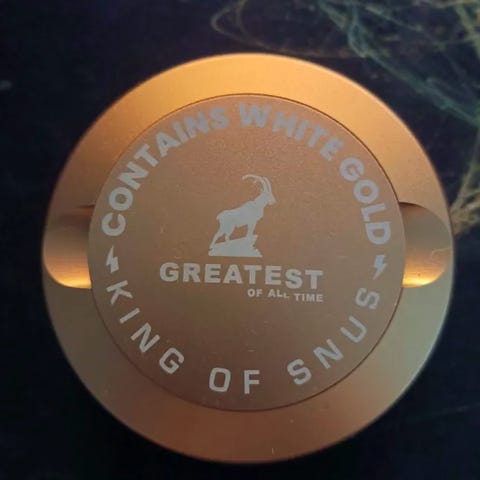 CONTAINS WHITE GOLD
GREATEST
OF ALL TIME
KING OF SNUS